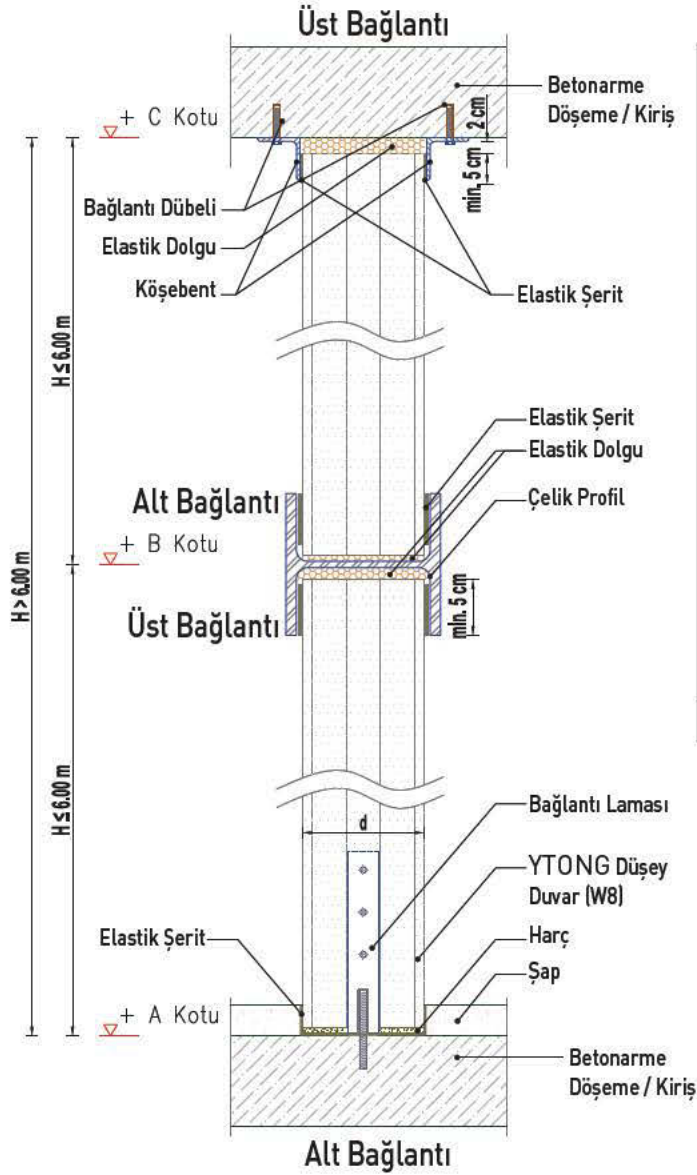 Üst Bağlantı
Betonarme
Döşeme / Kiriş
+ C Kotu
2 cm
min. 5 cm
Bağlantı Dübeli
Elastik Dolgu
Köşebent
Elastik Şerit
H ≤ 6.00 m
Elastik Şerit
Elastik Dolgu
Çelik Profil
Alt Bağlantı
+ B Kotu
H > 6.00 m
Üst Bağlantı
min. 5 cm
H ≤ 6.00 m
d
Bağlantı Laması
YTONG Düşey
Duvar (W8)
Elastik Şerit
Harç
Şap
+ A Kotu
Betonarme
Döşeme / Kiriş
Alt Bağlantı